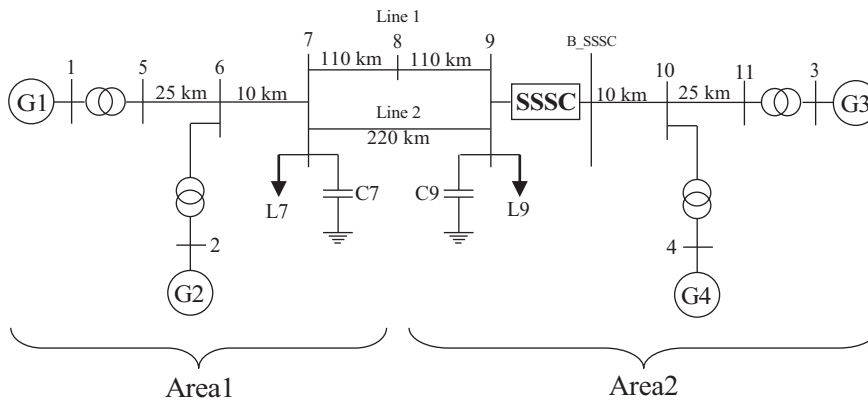 Line 1
7 8 9 B_SSSC
110 km 110 km
1 5 6 10 11 3
G1 25 km 10 km SSSC 10 km 25 km G3
Line 2
220 km
L7 C7 C9 L9
2 4
G2 G4
Area1 Area2